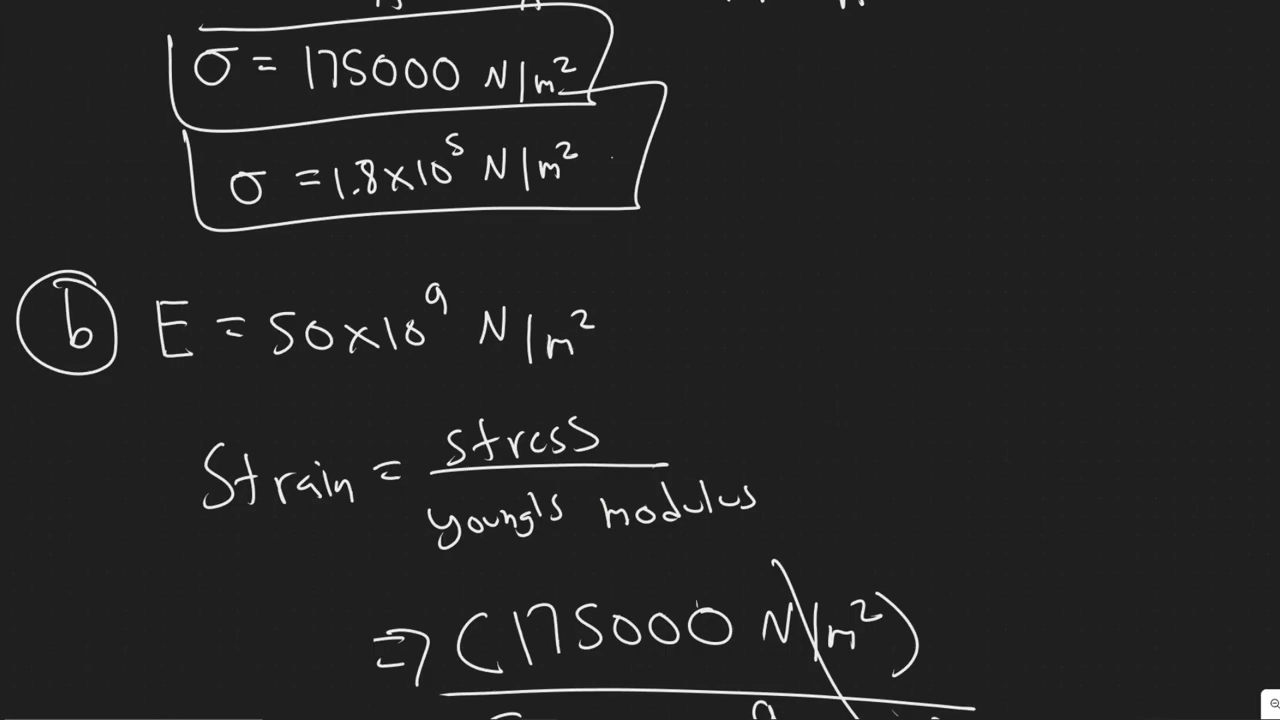 σ = 175000 N/m²
σ = 1.8×10⁵ N/m²
b E = 50×10⁹ N/m²
Strain = stress
young's modulus
⇒ (175000 N/m²)